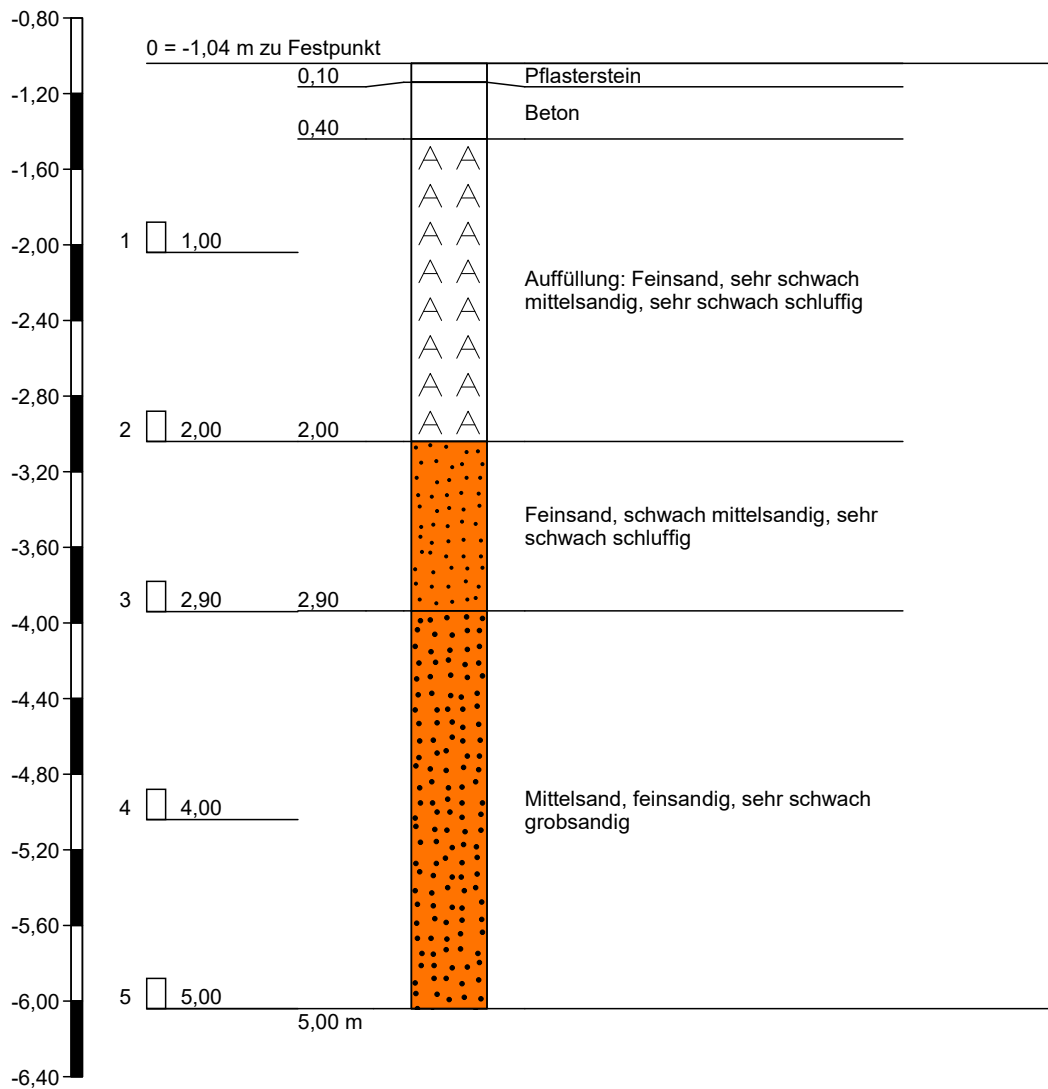 -0,80
0 = -1,04 m zu Festpunkt
0,10 Pflasterstein
-1,20
Beton
0,40
A A
-1,60
A A
A A
1 1,00
-2,00
A A
Auffüllung: Feinsand, sehr schwach
mittelsandig, sehr schwach schluffig
A A
-2,40
A A
A A
-2,80
A A
2 2,00 2,00
-3,20
Feinsand, schwach mittelsandig, sehr
schwach schluffig
-3,60
3 2,90 2,90
-4,00
-4,40
-4,80
Mittelsand, feinsandig, sehr schwach
grobsandig
4 4,00
-5,20
-5,60
5 5,00
-6,00
5,00 m
-6,40